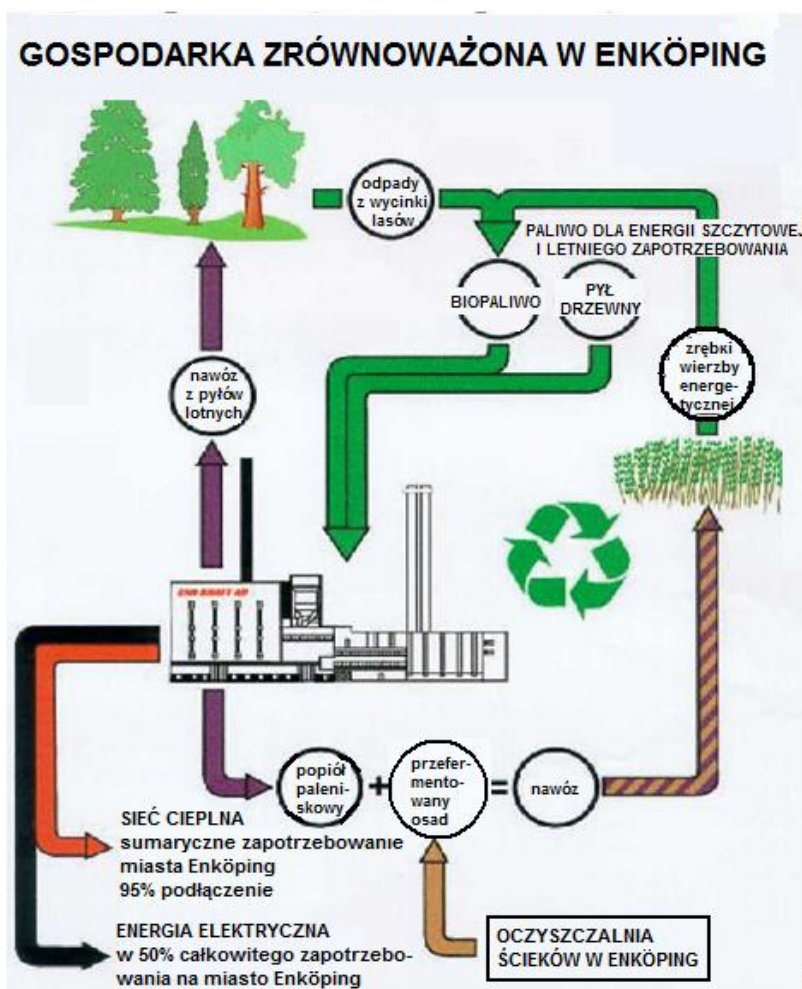 GOSPODARKA ZRÓWNOWAŻONA W ENKÖPING
odpady
z wycinki
lasów
PALIWO DLA ENERGII SZCZYTOWEJ
I LETNIEGO ZAPOTRZEBOWANIA
BIOPALIWO
PYŁ
DRZEWNY
zrębki
wierzby
energe-
tycznej
nawóz
z pyłów
lotnych
popiół
paleni-
skowy
+
przefer-
mento-
wany
osad
=
nawóz
SIEĆ CIEPLNA
sumaryczne zapotrzebowanie
miasta Enköping
95% podłączenie
ENERGIA ELEKTRYCZNA
w 50% całkowitego zapotrzebo-
wania na miasto Enköping
OCZYSZCZALNIA
ŚCIEKÓW W ENKÖPING